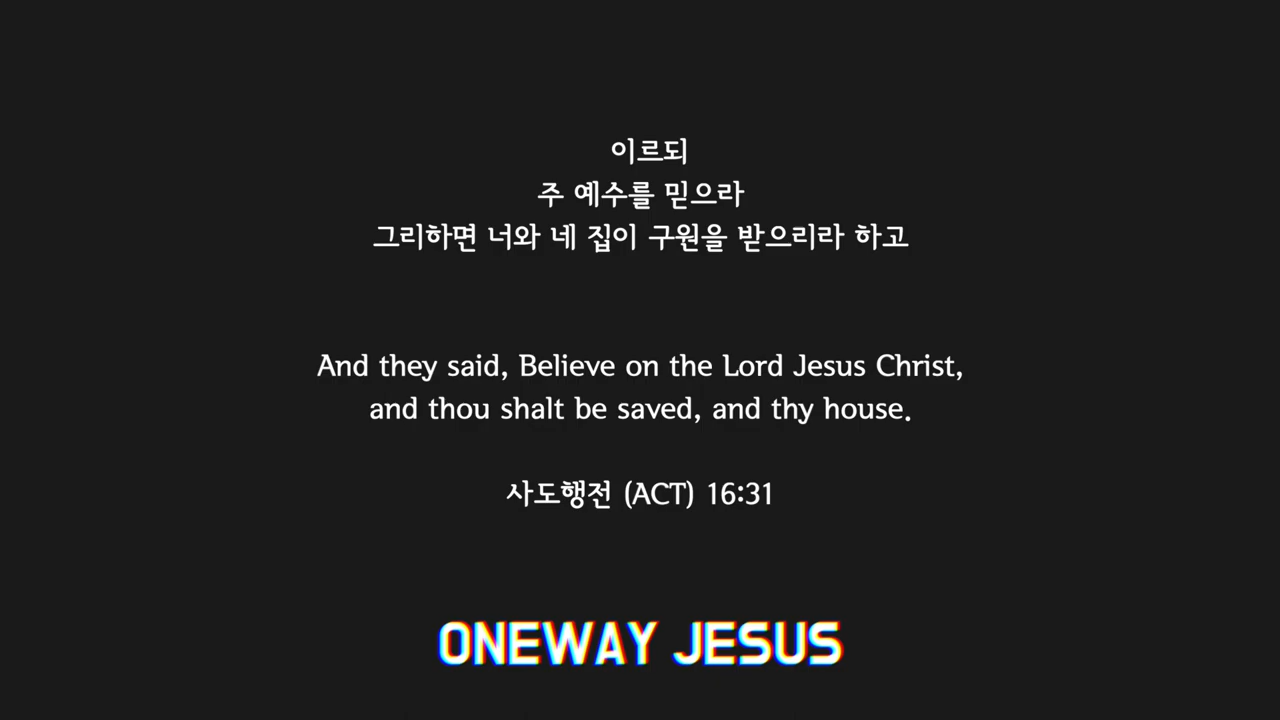 이르되
주 예수를 믿으라
그리하면 너와 네 집이 구원을 받으리라 하고
And they said, Believe on the Lord Jesus Christ,
and thou shalt be saved, and thy house.
사도행전 (ACT) 16:31
ONEWAY JESUS